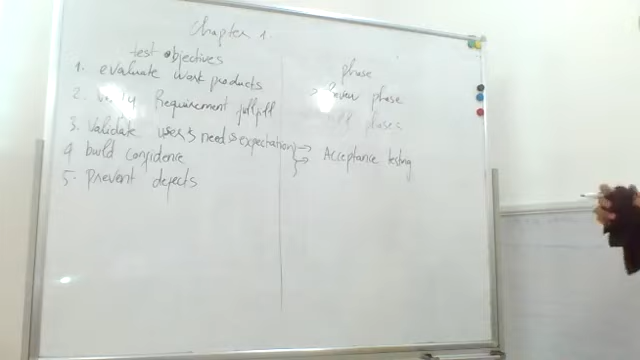 Chapter 1.
test objectives
1. evaluate work products
2. Requirement fulfill
3. Validate users needs expectation
4 build confidence
5. prevent defects
phase
Review phase
phases
Acceptance testing